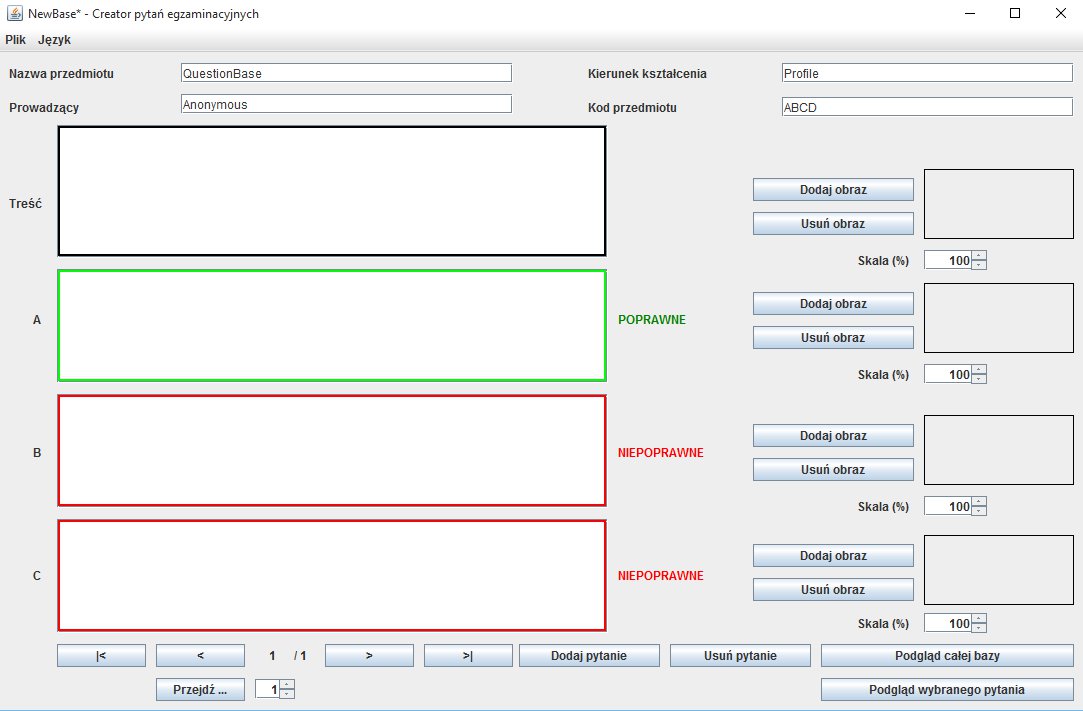 NewBase* - Creator pytań egzaminacyjnych
Plik Język
Nazwa przedmiotu QuestionBase Kierunek kształcenia Profile
Prowadzący Anonymous Kod przedmiotu ABCD
Treść
Dodaj obraz
Usuń obraz
Skala (%) 100
A POPRAWNE
Dodaj obraz
Usuń obraz
Skala (%) 100
B NIEPOPRAWNE
Dodaj obraz
Usuń obraz
Skala (%) 100
C NIEPOPRAWNE
Dodaj obraz
Usuń obraz
Skala (%) 100
|< < 1 / 1 > >| Dodaj pytanie Usuń pytanie Podgląd całej bazy
Przejdź ... 1 Podgląd wybranego pytania